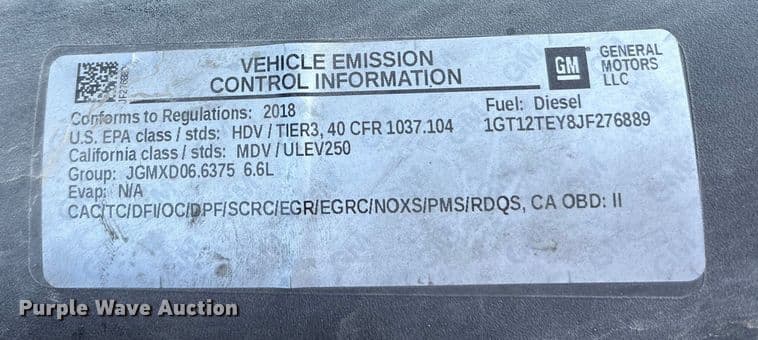 VEHICLE EMISSION
CONTROL INFORMATION
GM
GENERAL
MOTORS
LLC
Conforms to Regulations: 2018
U.S. EPA class / stds: HDV / TIER3, 40 CFR 1037.104
California class / stds: MDV / ULEV250
Group: JGMXD06.6375 6.6L
Evap: N/A
Fuel: Diesel
1GT12TEY8JF276889
CAC/TC/DFI/OC/DPF/SCRC/EGR/EGRC/NOXS/PMS/RDQS, CA OBD: II
Purple Wave Auction